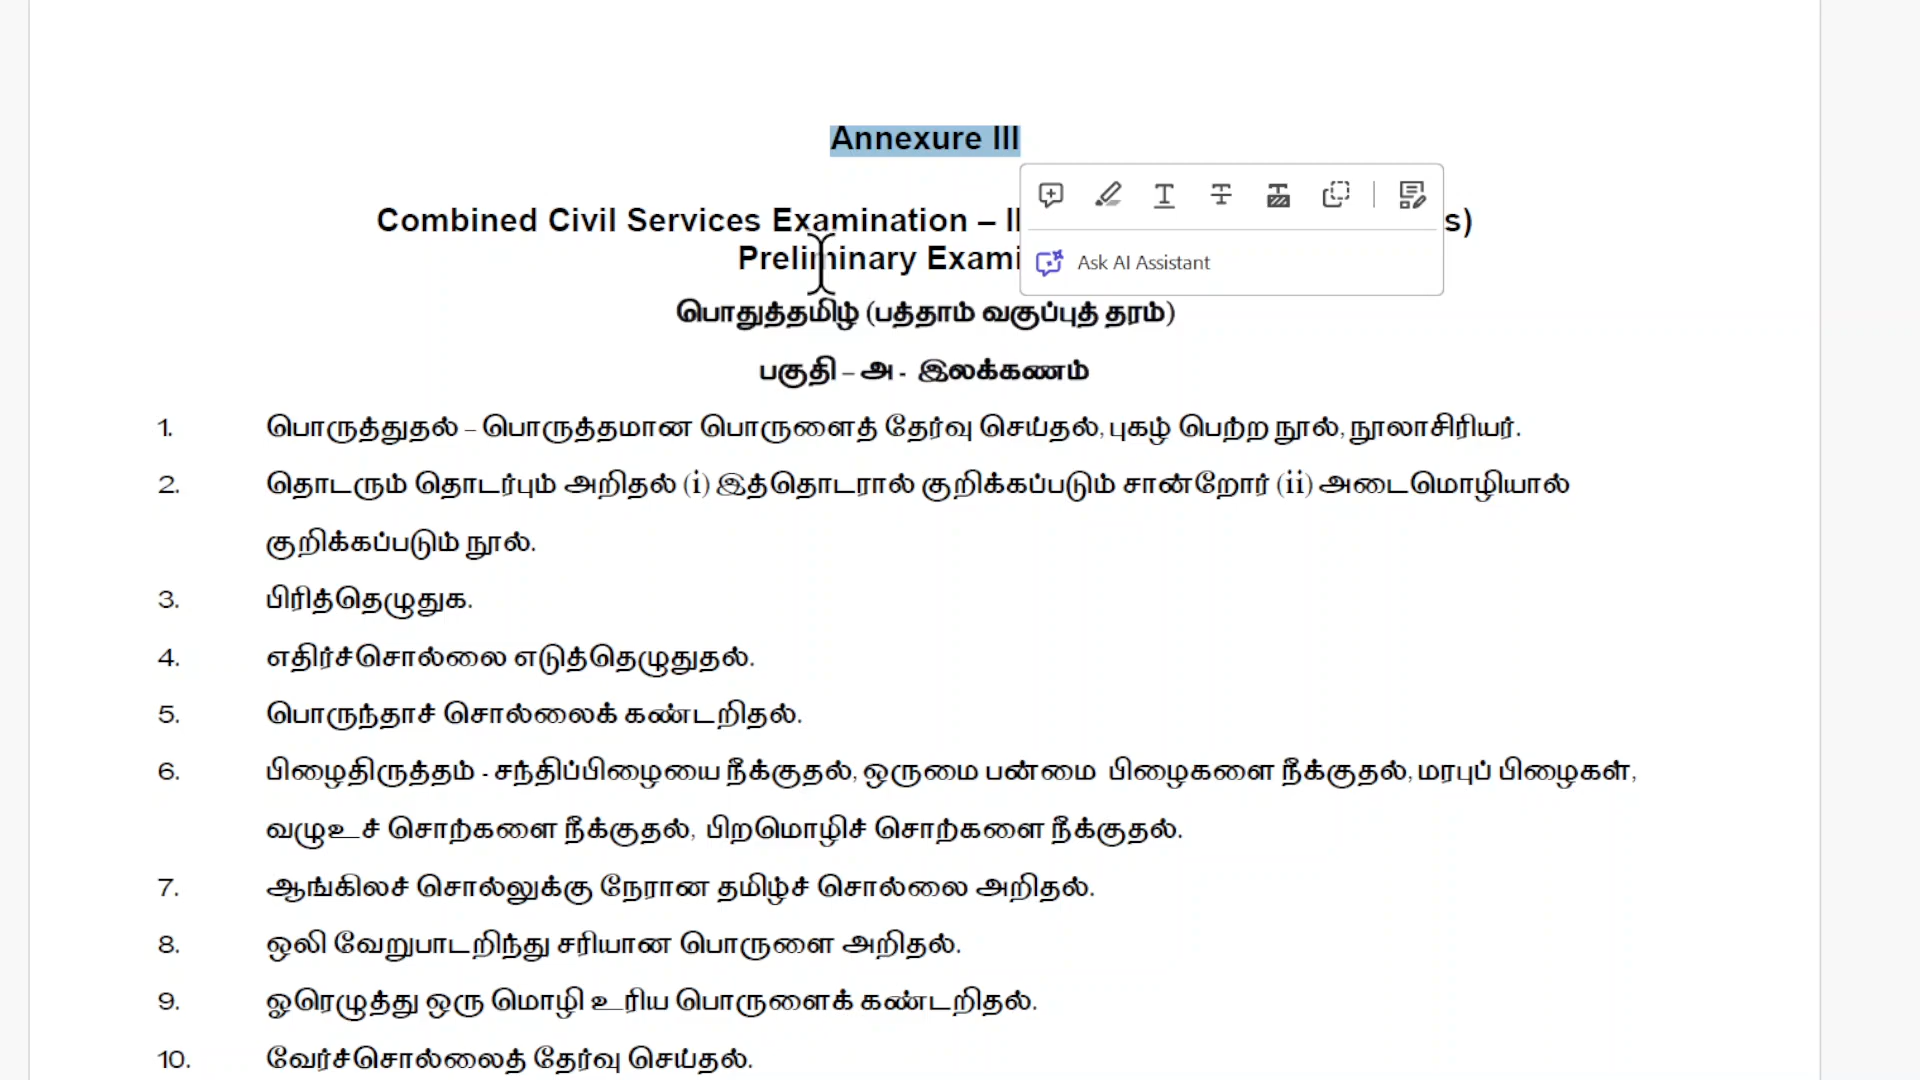 Annexure III
Combined Civil Services Examination – s)
Preliminary
Ask AI Assistant
பொதுத்தமிழ் (பத்தாம் வகுப்புத் தரம்)
பகுதி – அ - இலக்கணம்
1. பொருத்துதல் – பொருத்தமான பொருளைத் தேர்வு செய்தல், புகழ் பெற்ற நூல், நூலாசிரியர்.
2. தொடரும் தொடர்பும் அறிதல் (i) இத்தொடரால் குறிக்கப்படும் சான்றோர் (ii) அடைமொழியால்
குறிக்கப்படும் நூல்.
3. பிரித்தெழுதுக.
4. எதிர்ச்சொல்லை எடுத்தெழுதுதல்.
5. பொருந்தாச் சொல்லைக் கண்டறிதல்.
6. பிழைதிருத்தம் - சந்திப்பிழையை நீக்குதல், ஒருமை பன்மை பிழைகளை நீக்குதல், மரபுப் பிழைகள்,
வழுஉச் சொற்களை நீக்குதல், பிறமொழிச் சொற்களை நீக்குதல்.
7. ஆங்கிலச் சொல்லுக்கு நேரான தமிழ்ச் சொல்லை அறிதல்.
8. ஒலி வேறுபாடறிந்து சரியான பொருளை அறிதல்.
9. ஓரெழுத்து ஒரு மொழி உரிய பொருளைக் கண்டறிதல்.
10. வேர்ச்சொல்லைத் தேர்வு செய்தல்.